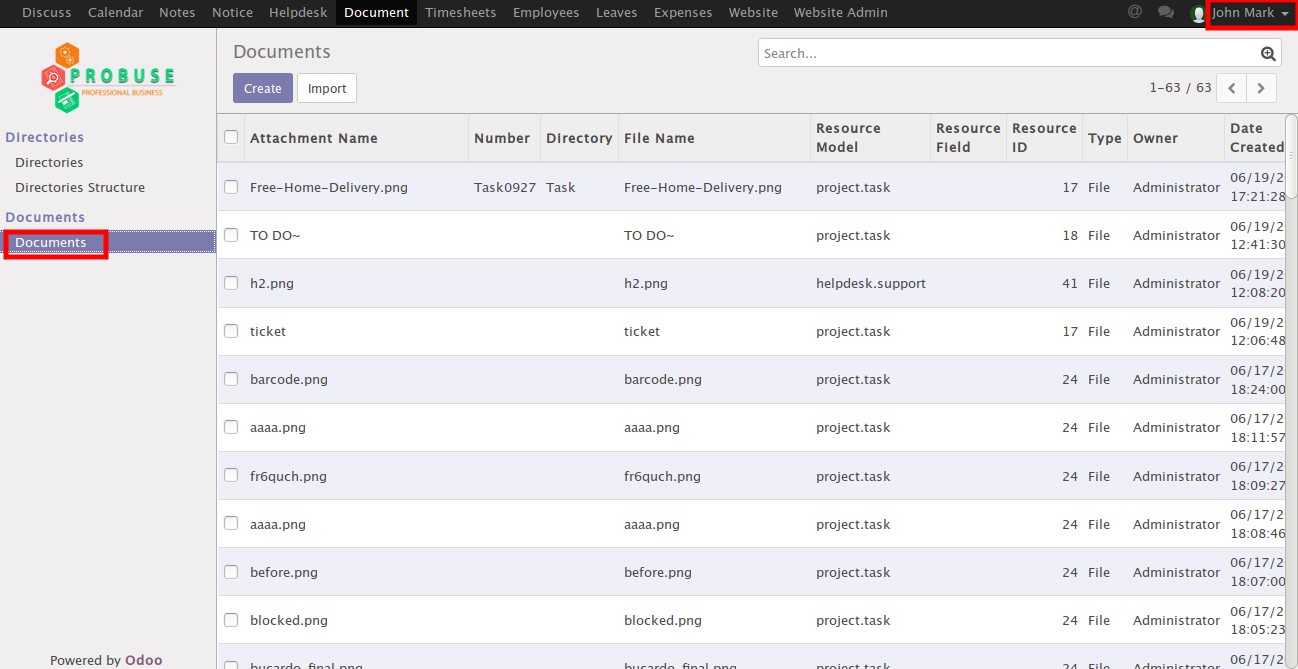 Discuss Calendar Notes Notice Helpdesk Document Timesheets Employees Leaves Expenses Website Website Admin @ John Mark
PROBUSE
PROFESSIONAL BUSINESS
Directories
Directories
Directories Structure
Documents
Documents
Powered by Odoo
Documents
Search...
Create Import
1-63 / 63
Attachment Name Number Directory File Name Resource Model Resource Field Resource ID Type Owner Date Created
Free-Home-Delivery.png Task0927 Task Free-Home-Delivery.png project.task 17 File Administrator 06/19/2
17:21:28
TO DO~ TO DO~ project.task 18 File Administrator 06/19/2
12:41:30
h2.png h2.png helpdesk.support 41 File Administrator 06/19/2
12:08:20
ticket ticket project.task 17 File Administrator 06/19/2
12:06:48
barcode.png barcode.png project.task 24 File Administrator 06/17/2
18:24:00
aaaa.png aaaa.png project.task 24 File Administrator 06/17/2
18:11:57
fr6quch.png fr6quch.png project.task 24 File Administrator 06/17/2
18:09:27
aaaa.png aaaa.png project.task 24 File Administrator 06/17/2
18:08:46
before.png before.png project.task 24 File Administrator 06/17/2
18:07:00
blocked.png blocked.png project.task 24 File Administrator 06/17/2
18:05:23
bucardo_final.png bucardo_final.png project.task 24 File Administrator 06/17/2